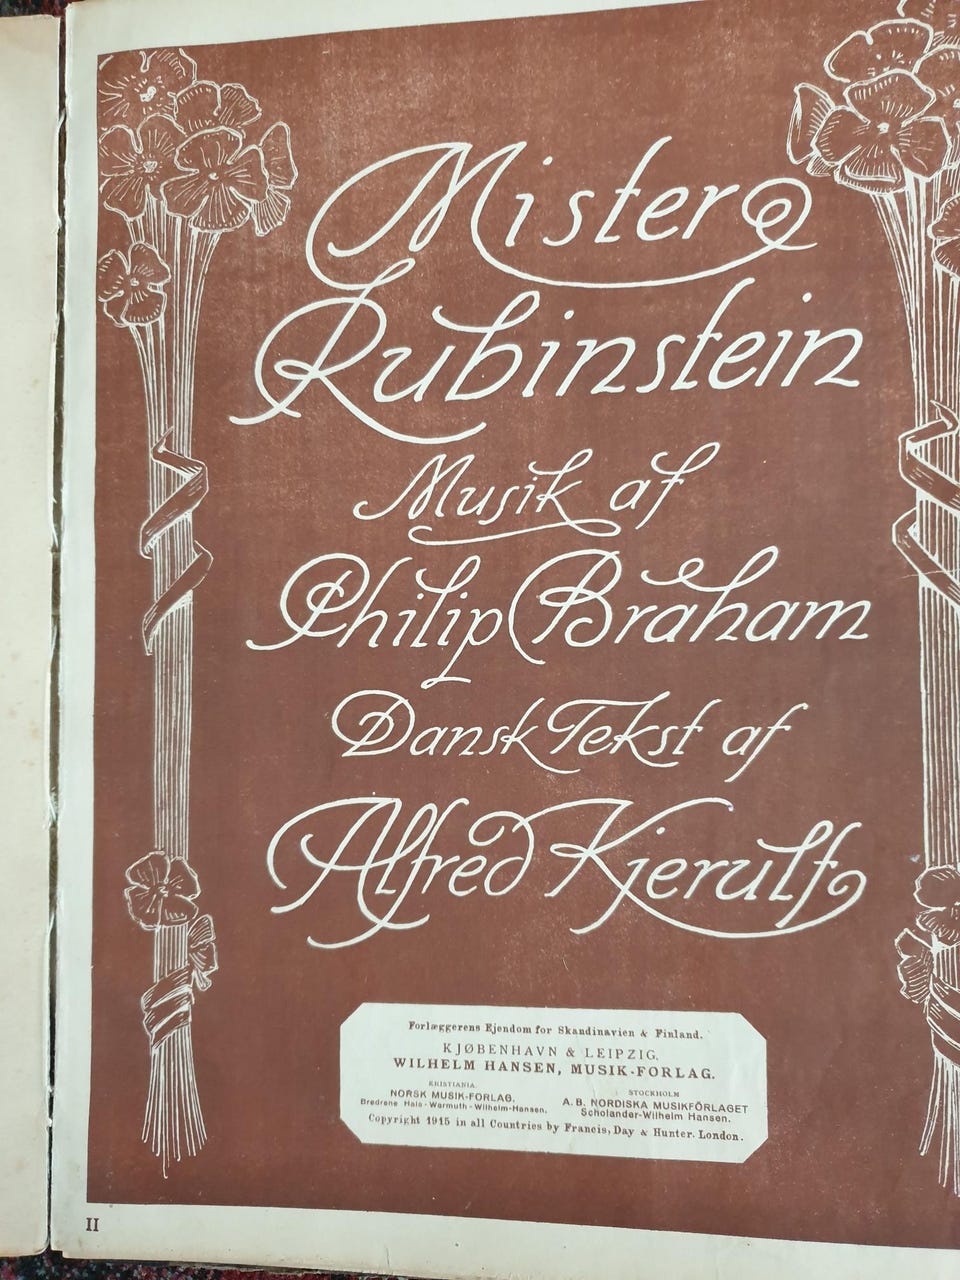 Mister
Rubinstein
Musik af
Philip Braham
Dansk Tekst af
Alfred Kjerulf
Forlæggerens Ejendom for Skandinavien & Finland.
KJØBENHAVN & LEIPZIG.
WILHELM HANSEN, MUSIK-FORLAG.
KRISTIANIA.
NORSK MUSIK-FORLAG.
Brødrene Hals-Warmuth-Wilhelm-Hansen.
STOCKHOLM
A.B. NORDISKA MUSIKFÖRLAGET
Scholander-Wilhelm Hansen.
Copyright 1915 in all Countries by Francis, Day & Hunter. London.
II